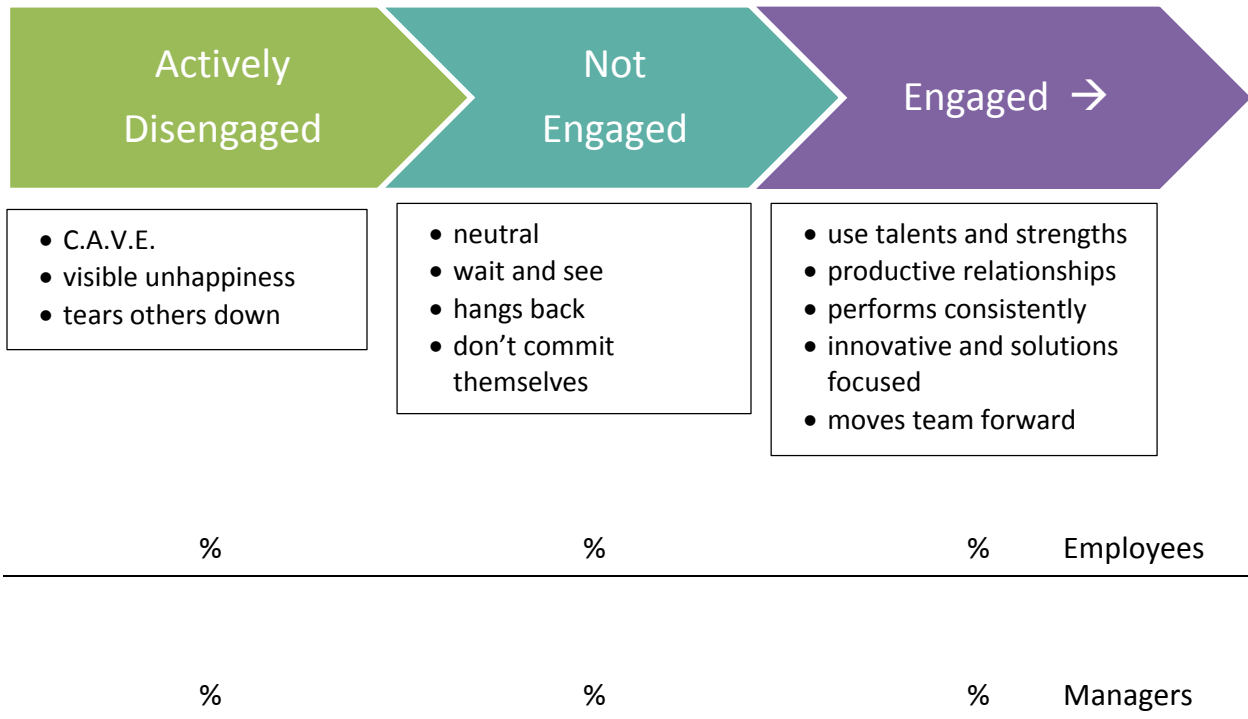 Actively
Disengaged
Not
Engaged
Engaged →
• C.A.V.E.
• visible unhappiness
• tears others down
• neutral
• wait and see
• hangs back
• don’t commit
themselves
• use talents and strengths
• productive relationships
• performs consistently
• innovative and solutions
focused
• moves team forward
% % % Employees
% % % Managers